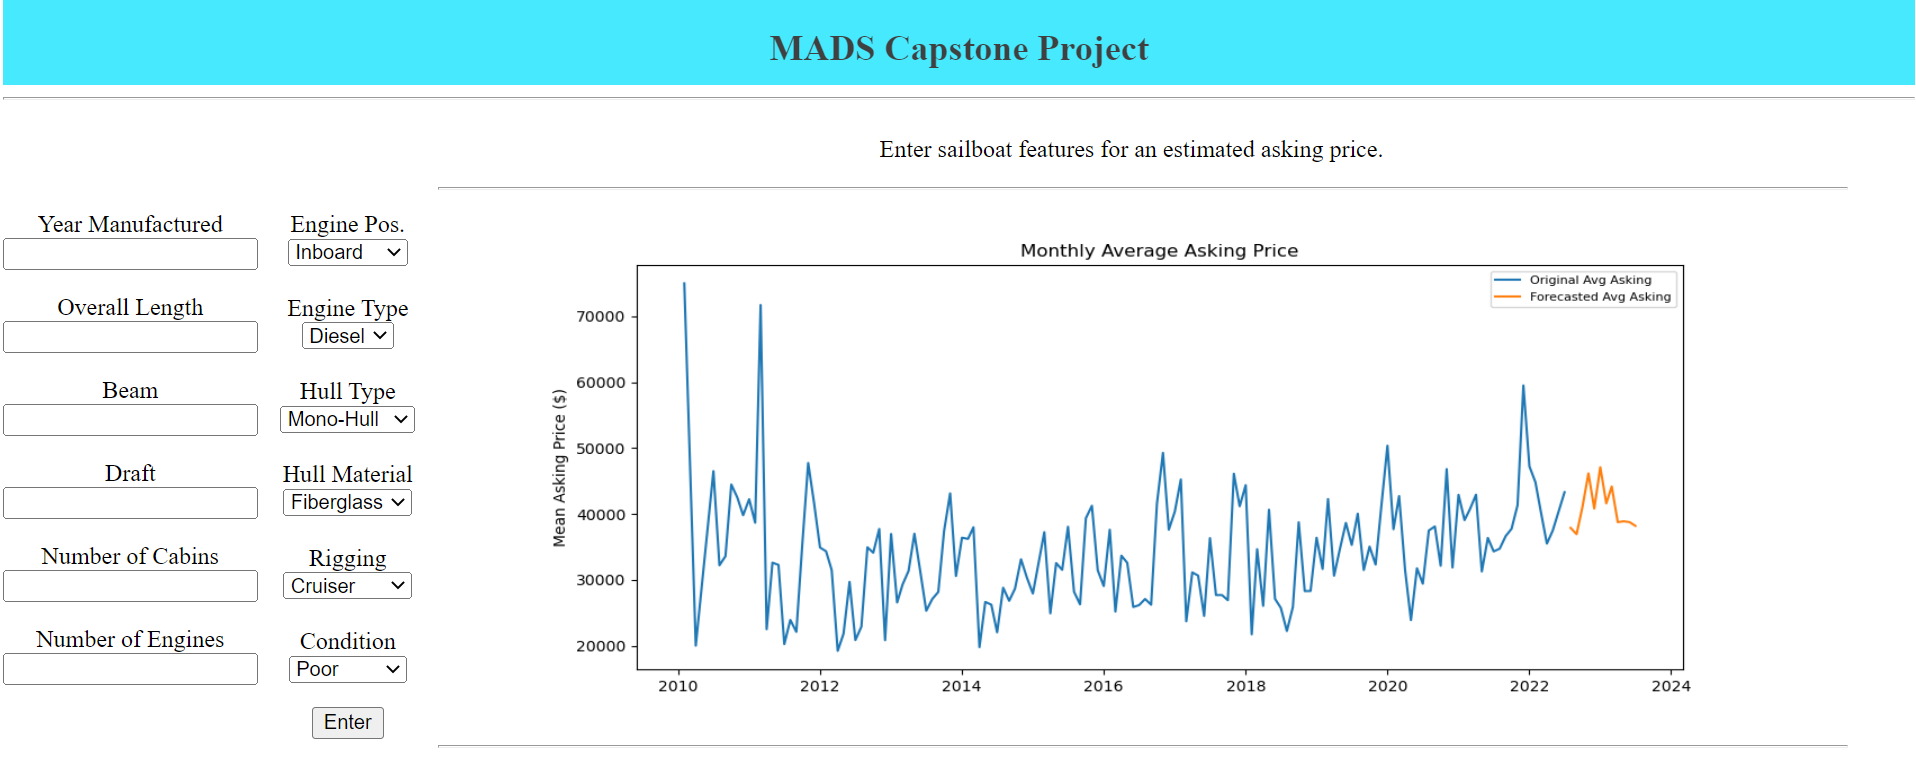 MADS Capstone Project
Enter sailboat features for an estimated asking price.
Year Manufactured
Engine Pos.
Inboard
Overall Length
Engine Type
Diesel
Beam
Hull Type
Mono-Hull
Draft
Hull Material
Fiberglass
Number of Cabins
Rigging
Cruiser
Number of Engines
Condition
Poor
Enter
Monthly Average Asking Price
Original Avg Asking
Forecasted Avg Asking
Mean Asking Price ($)
70000
60000
50000
40000
30000
20000
2010 2012 2014 2016 2018 2020 2022 2024